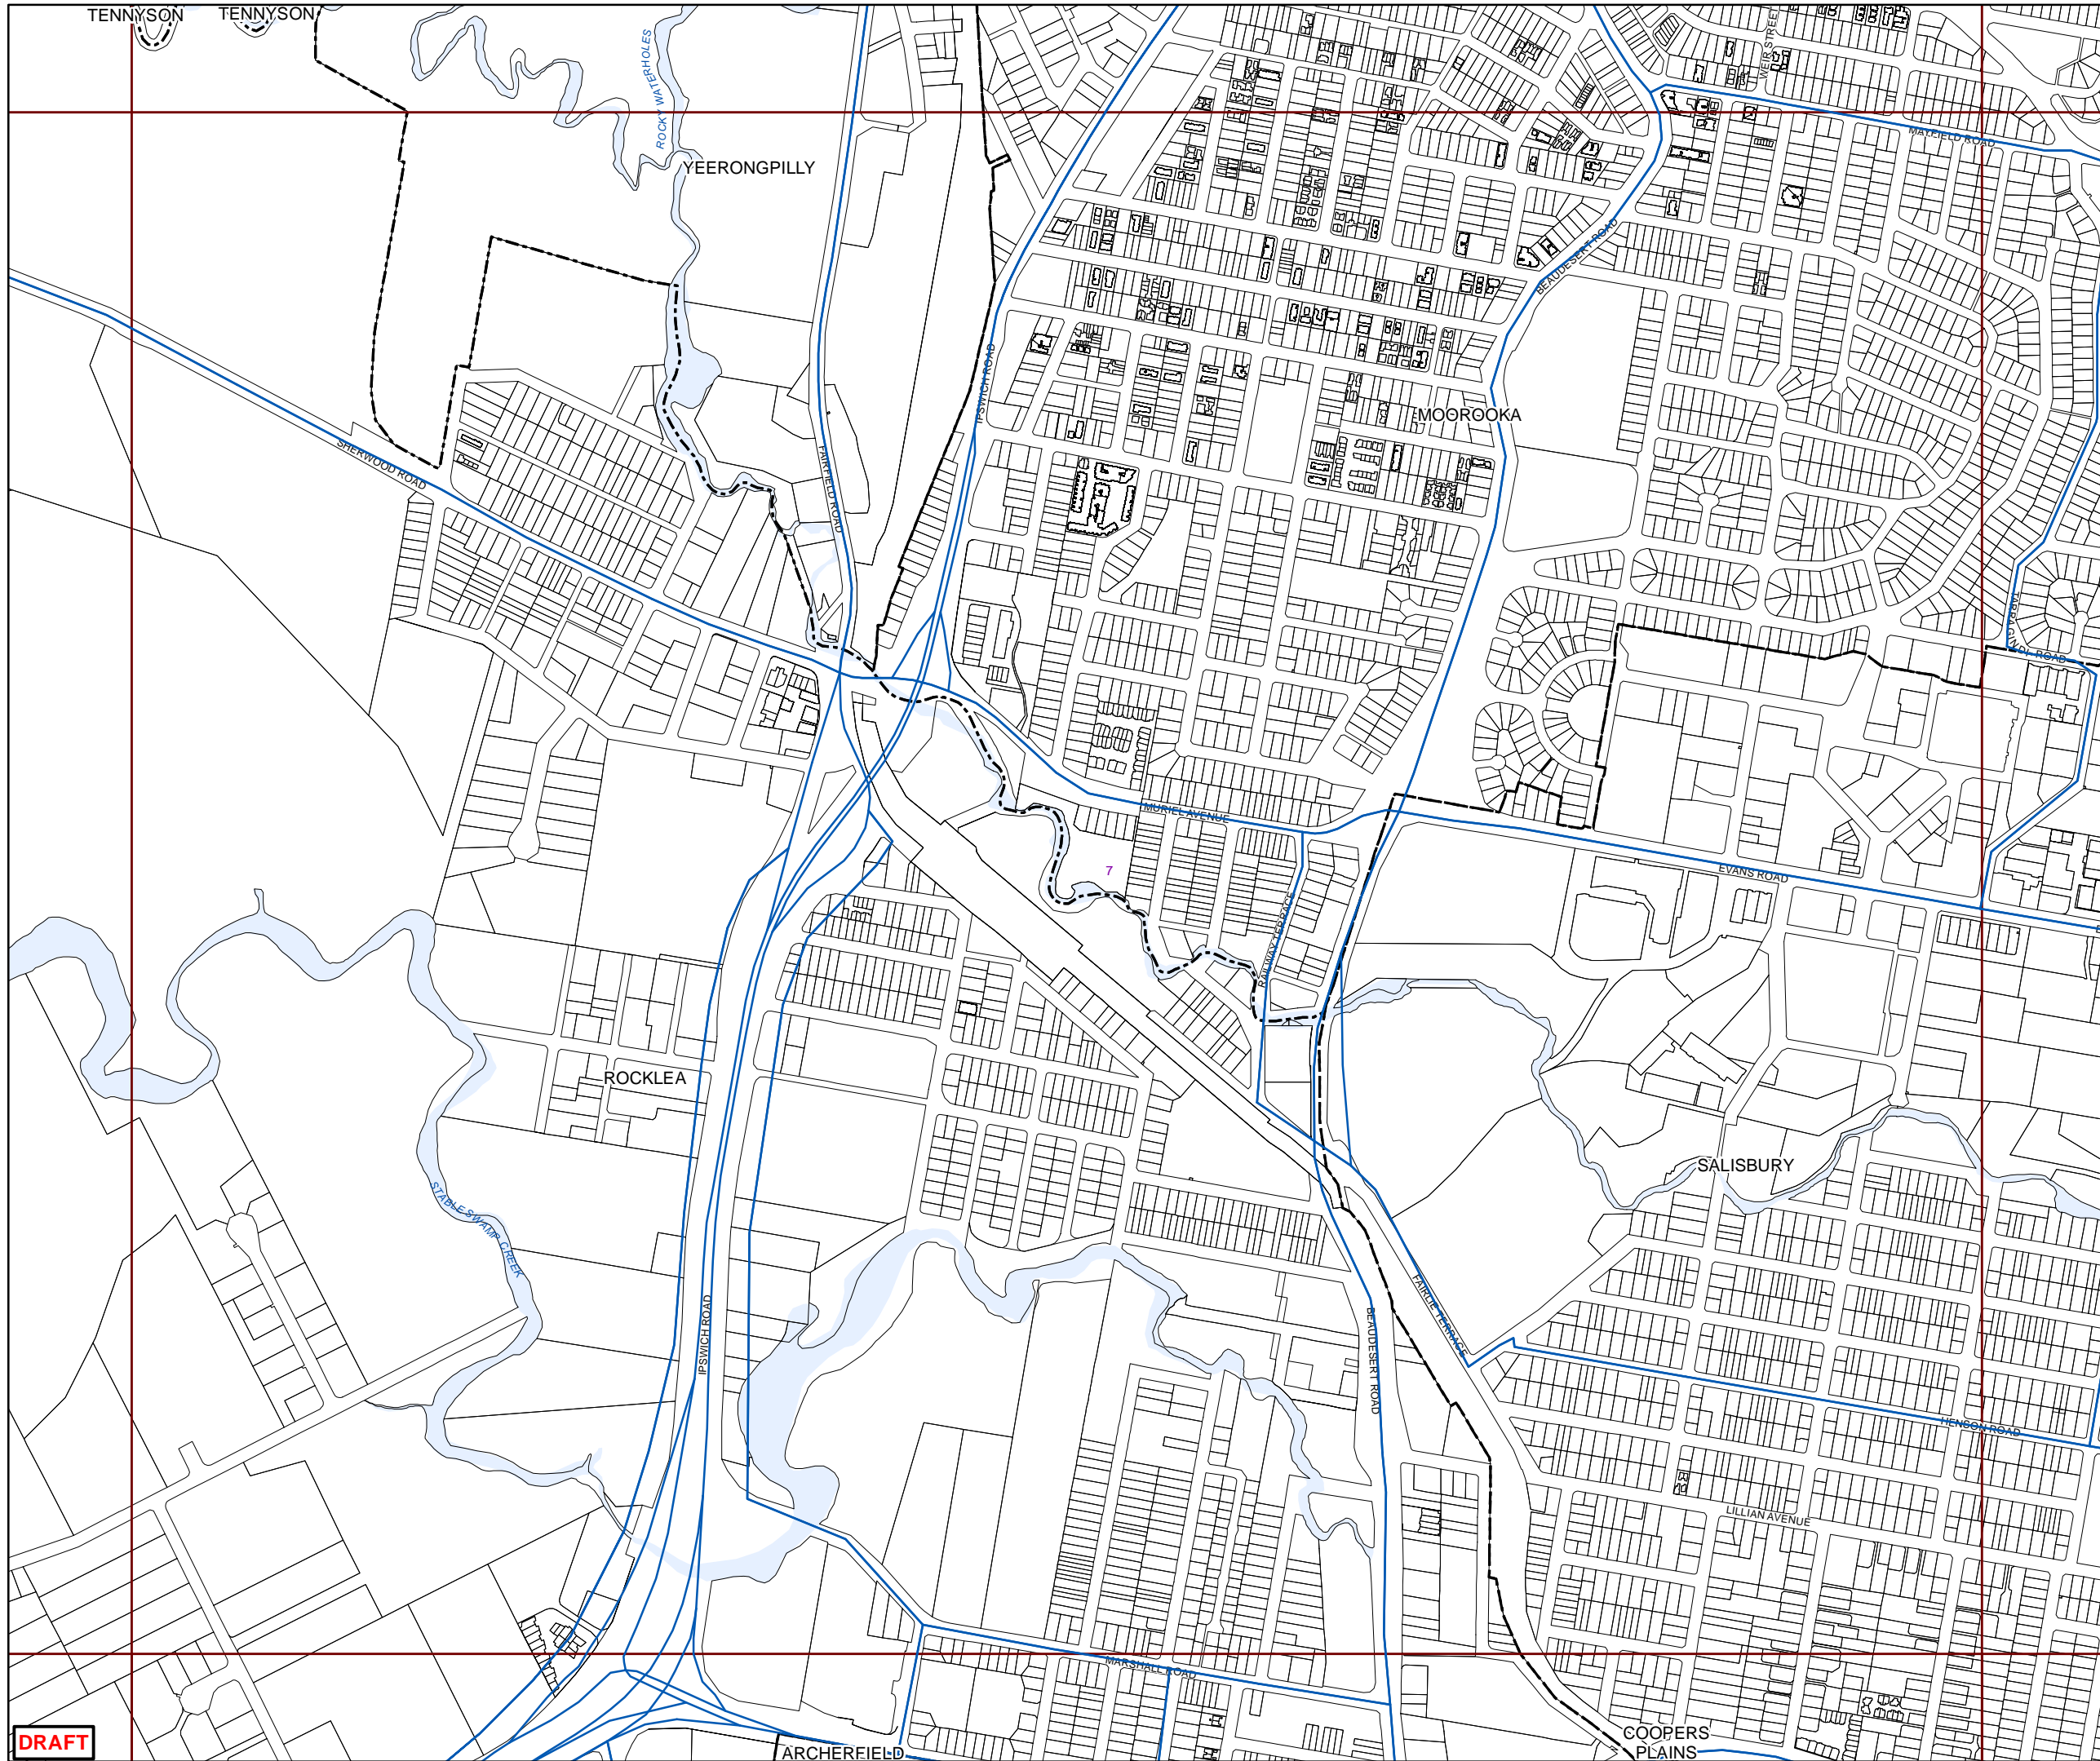 TENNYSON
TENNYSON
WEIR STREET
ROCKY WATERHOLES
MAYFIELD ROAD
YEERONGPILLY
BEAUDESERT ROAD
IPSWICH ROAD
MOOROOKA
SHERWOOD ROAD
FAIRFIELD ROAD
TARRAGINDI ROAD
MURIEL AVENUE
7
EVANS ROAD
RAILWAY TERRACE
ROCKLEA
SALISBURY
STABLE SWAMP CREEK
IPSWICH ROAD
BEAUDESERT ROAD
FAIRLIE TERRACE
HENSON ROAD
LILLIAN AVENUE
MARSHALL ROAD
DRAFT
ARCHERFIELD
COOPERS
PLAINS